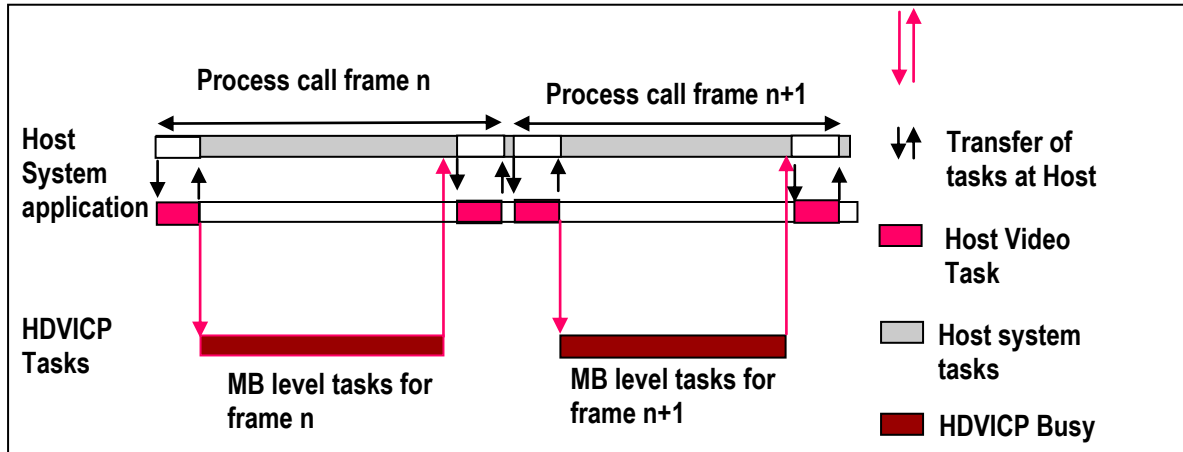 Process call frame n
Process call frame n+1
Host
System
application
Transfer of
tasks at Host
Host Video
Task
HDVICP
Tasks
Host system
tasks
MB level tasks for
frame n
MB level tasks for
frame n+1
HDVICP Busy